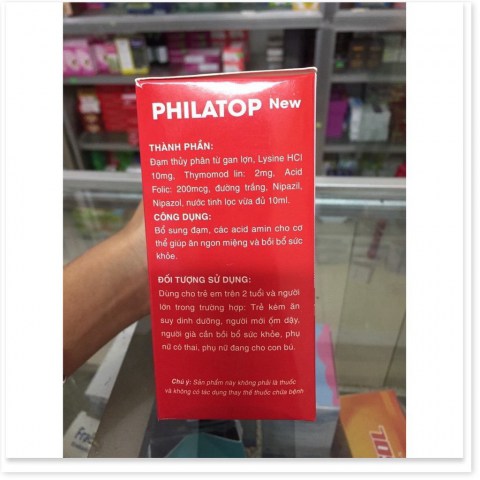 PHILATOP New
THÀNH PHẦN:
Đạm thủy phân từ gan lợn, Lysine HCl
10mg, Thymomod lin: 2mg, Acid
Folic: 200mcg, đường trắng, Nipazil,
Nipazol, nước tinh lọc vừa đủ 10ml.
CÔNG DỤNG:
Bổ sung đạm, các acid amin cho cơ
thể giúp ăn ngon miệng và bồi bổ sức
khỏe.
ĐỐI TƯỢNG SỬ DỤNG:
Dùng cho trẻ em trên 2 tuổi và người
lớn trong trường hợp: Trẻ kém ăn
suy dinh dưỡng, người mới ốm dậy,
người già cần bồi bổ sức khỏe, phụ
nữ có thai, phụ nữ đang cho con bú.
Chú ý: Sản phẩm này không phải là thuốc
và không có tác dụng thay thế thuốc chữa bệnh